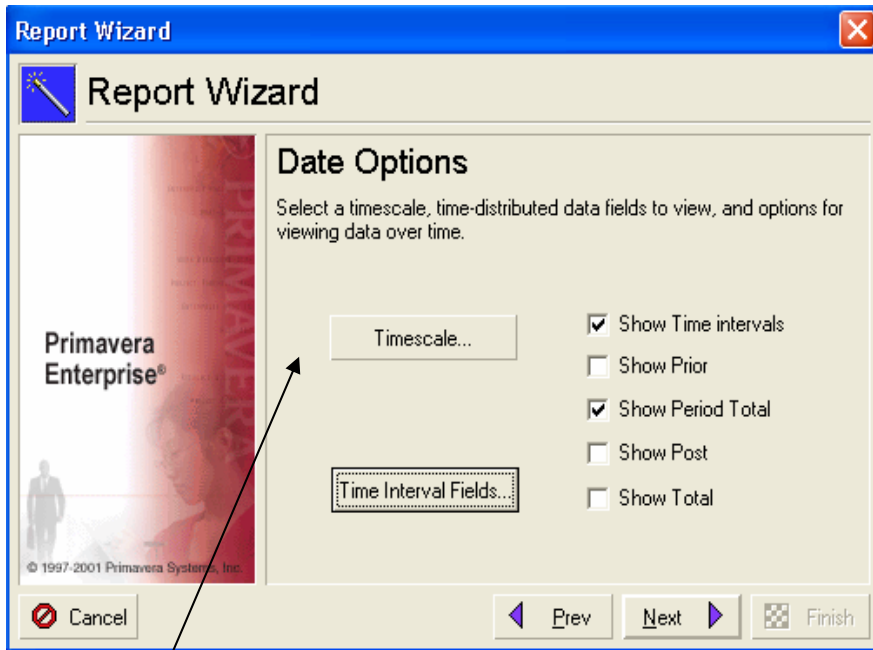 Report Wizard
Report Wizard
Date Options
Select a timescale, time-distributed data fields to view, and options for
viewing data over time.
Timescale...
Time Interval Fields...
Show Time intervals
Show Prior
Show Period Total
Show Post
Show Total
PRIMAVERA
Primavera
Enterprise®
© 1997-2001 Primavera Systems, Inc.
Cancel
Prev
Next
Finish